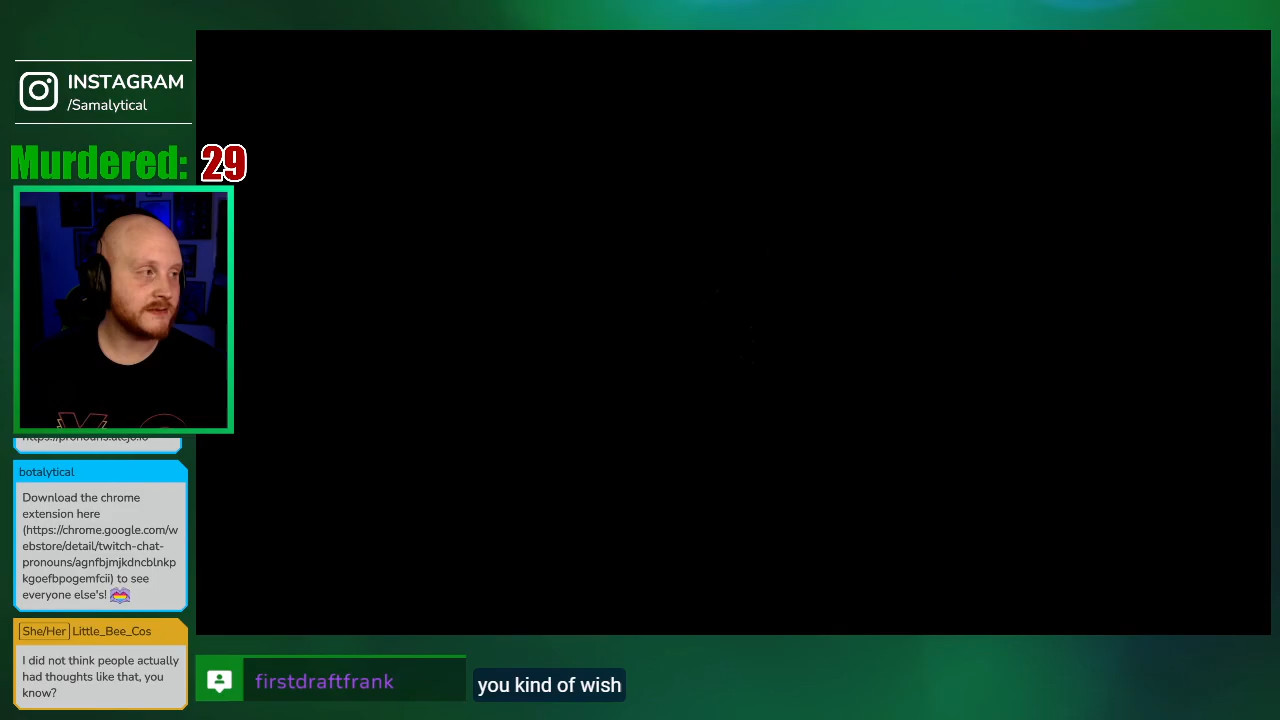 INSTAGRAM
/Samalytical
Murdered: 29
botalytical
Download the chrome
extension here
(https://chrome.google.com/w
ebstore/detail/twitch-chat-
pronouns/agnfbjmjkdncblnkp
kgoefbpogemfcii) to see
everyone else's!
She/Her Little_Bee_Cos
I did not think people actually
had thoughts like that, you
know?
firstdraftfrank
you kind of wish